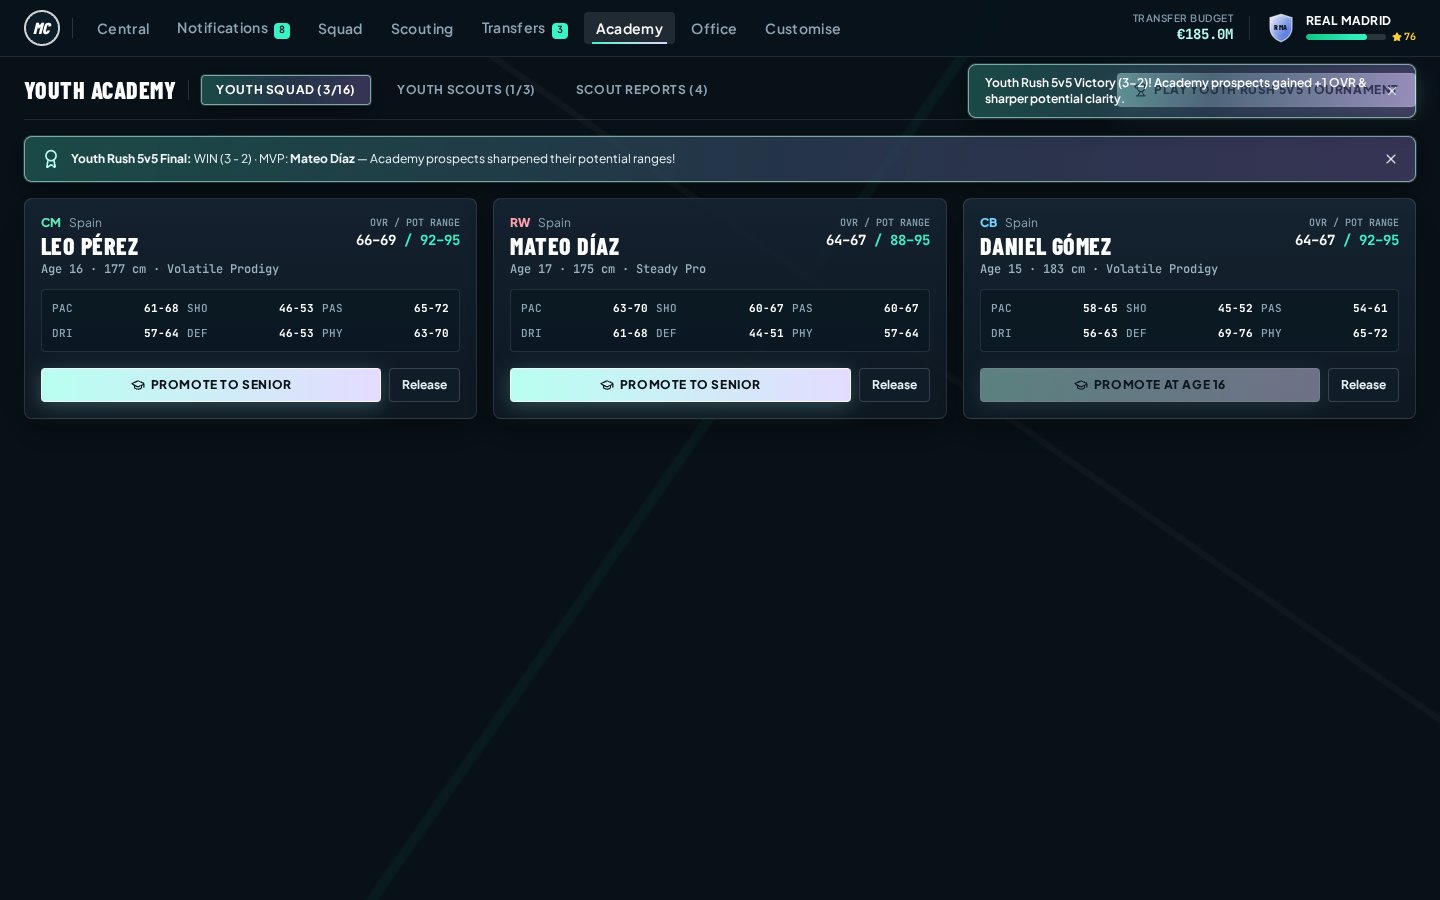 MC
Central
Notifications 8
Squad
Scouting
Transfers 3
Academy
Office
Customise
TRANSFER BUDGET
€185.0M
RMA
REAL MADRID
76
YOUTH ACADEMY
YOUTH SQUAD (3/16)
YOUTH SCOUTS (1/3)
SCOUT REPORTS (4)
Youth Rush 5v5 Victory (3–2)! Academy prospects gained +1 OVR &
sharper potential clarity.
PLAY YOUTH RUSH 5V5 TOURNAMENT
Youth Rush 5v5 Final: WIN (3 - 2) · MVP: Mateo Díaz — Academy prospects sharpened their potential ranges!
CM Spain
OVR / POT RANGE
LEO PÉREZ
66–69 / 92–95
Age 16 · 177 cm · Volatile Prodigy
PAC 61-68 SHO 46-53 PAS 65-72
DRI 57-64 DEF 46-53 PHY 63-70
PROMOTE TO SENIOR
Release
RW Spain
OVR / POT RANGE
MATEO DÍAZ
64–67 / 88–95
Age 17 · 175 cm · Steady Pro
PAC 63-70 SHO 60-67 PAS 60-67
DRI 61-68 DEF 44-51 PHY 57-64
PROMOTE TO SENIOR
Release
CB Spain
OVR / POT RANGE
DANIEL GÓMEZ
64–67 / 92–95
Age 15 · 183 cm · Volatile Prodigy
PAC 58-65 SHO 45-52 PAS 54-61
DRI 56-63 DEF 69-76 PHY 65-72
PROMOTE AT AGE 16
Release